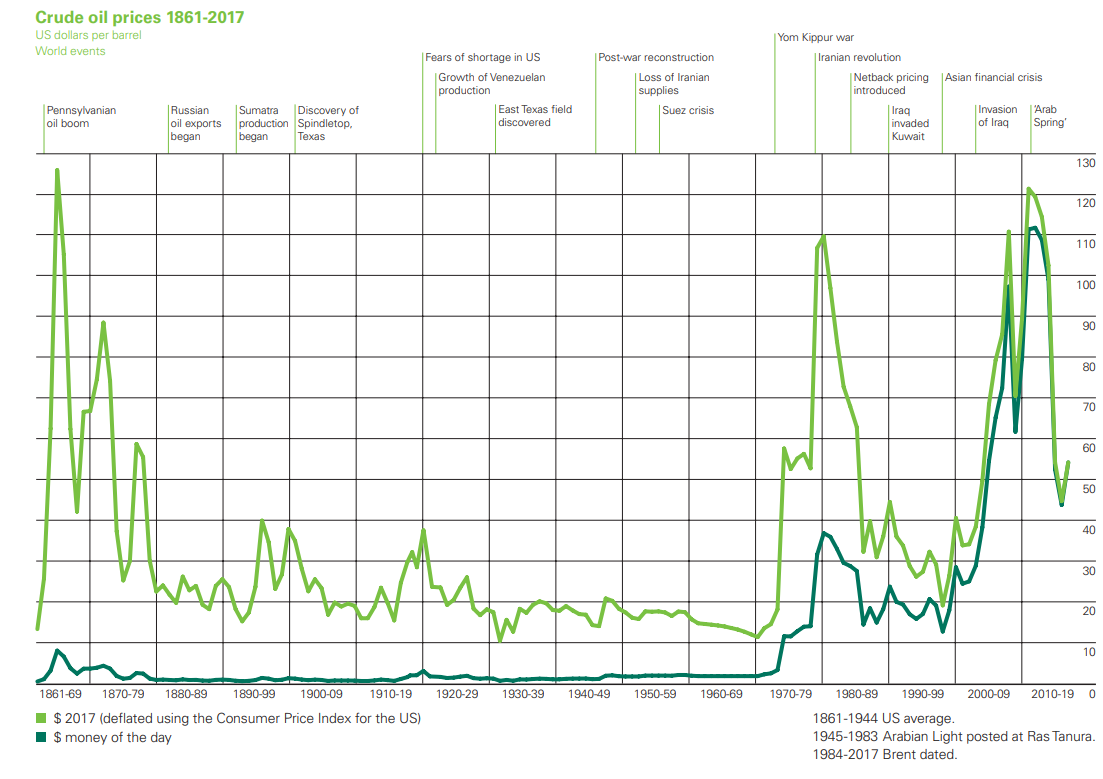 Crude oil prices 1861-2017
US dollars per barrel
World events
Yom Kippur war
Fears of shortage in US
Post-war reconstruction
Iranian revolution
Growth of Venezuelan
production
Loss of Iranian
supplies
Netback pricing
introduced
Asian financial crisis
Pennsylvanian
oil boom
Russian
oil exports
began
Sumatra
production
began
Discovery of
Spindletop,
Texas
East Texas field
discovered
Suez crisis
Iraq
invaded
Kuwait
Invasion
of Iraq
‘Arab
Spring’
130
120
110
100
90
80
70
60
50
40
30
20
10
0
1861-69
1870-79
1880-89
1890-99
1900-09
1910-19
1920-29
1930-39
1940-49
1950-59
1960-69
1970-79
1980-89
1990-99
2000-09
2010-19
$ 2017 (deflated using the Consumer Price Index for the US)
$ money of the day
1861-1944 US average.
1945-1983 Arabian Light posted at Ras Tanura.
1984-2017 Brent dated.